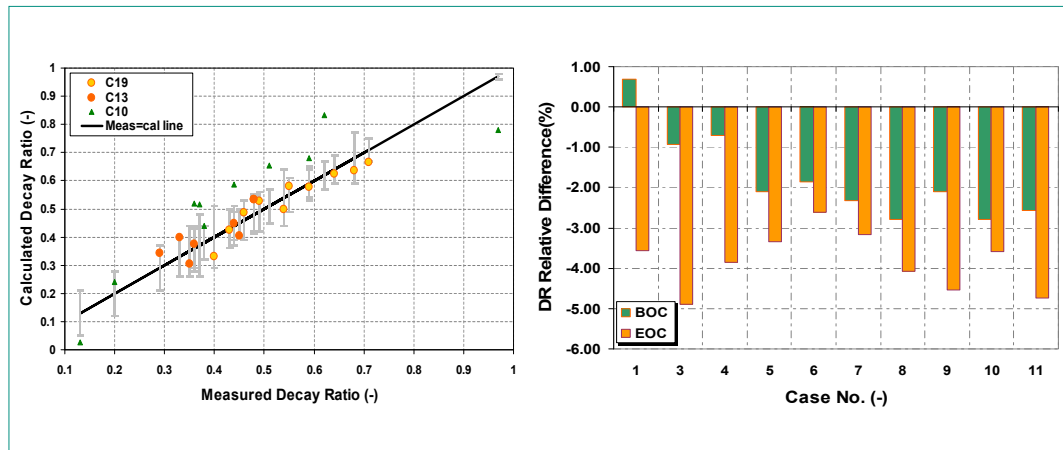 C19
C13
C10
Meas=cal line
Calculated Decay Ratio (-)
1
0.9
0.8
0.7
0.6
0.5
0.4
0.3
0.2
0.1
0
0.1 0.2 0.3 0.4 0.5 0.6 0.7 0.8 0.9 1
Measured Decay Ratio (-)
DR Relative Difference(%)
1.00
0.00
-1.00
-2.00
-3.00
-4.00
-5.00
-6.00
BOC
EOC
1 3 4 5 6 7 8 9 10 11
Case No. (-)